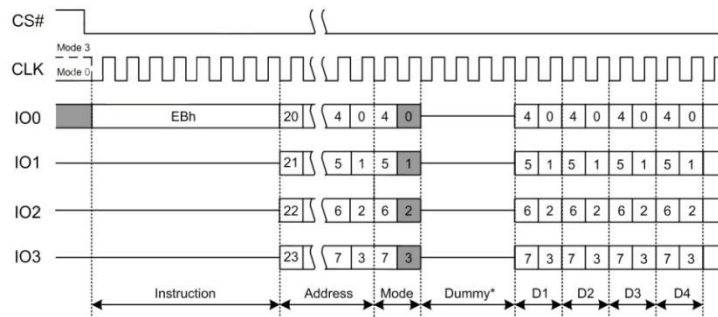 CS#
Mode 3
CLK
Mode 0
IO0 EBh 20 4 0 4 0 4 0 4 0 4 0 4 0
IO1 21 5 1 5 1 5 1 5 1 5 1 5 1
IO2 22 6 2 6 2 6 2 6 2 6 2 6 2
IO3 23 7 3 7 3 7 3 7 3 7 3 7 3
Instruction Address Mode Dummy* D1 D2 D3 D4